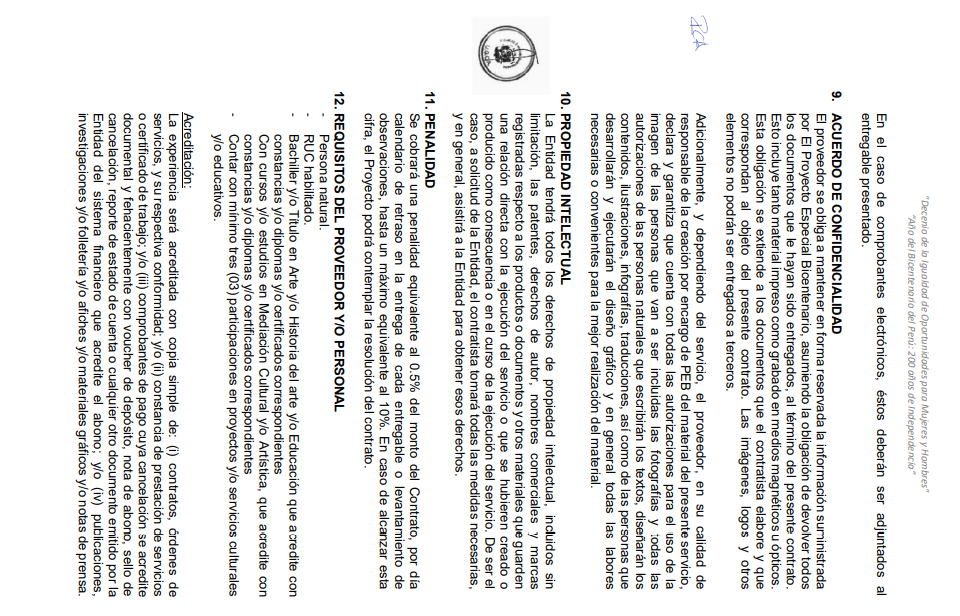 "Decenio de la Igualdad de Oportunidades para Mujeres y Hombres"
"Año del Bicentenario del Perú: 200 años de Independencia"
En el caso de comprobantes electrónicos, éstos deberán ser adjuntados al
entregable presentado.
9. ACUERDO DE CONFIDENCIALIDAD
El proveedor se obliga a mantener en forma reservada la información suministrada
por el Proyecto Especial Bicentenario, asumiendo la obligación de devolver todos
los documentos que le hayan sido entregados, al término del presente contrato.
Esto incluye tanto material impreso como grabado en medios magnéticos u ópticos.
Esta obligación se extiende a los documentos que el contratista elabore y que
correspondan al objeto del presente contrato. Las imágenes, logos y otros
elementos no podrán ser entregados a terceros.
Adicionalmente, y dependiendo del servicio, el proveedor, en su calidad de
responsable de la creación por encargo de PEB del material del presente servicio,
declara y garantiza que cuenta con todas las autorizaciones para el uso de la
imagen de las personas que van a ser incluidas las fotografías y todas las
autorizaciones de las personas naturales que escribirán los textos, diseñarán los
contenidos, ilustraciones, infografías, traducciones, así como de las personas que
desarrollarán y ejecutarán el diseño gráfico y en general todas las labores
necesarias o convenientes para la mejor realización del material.
10. PROPIEDAD INTELECTUAL
La Entidad tendrá todos los derechos de propiedad intelectual, incluidos sin
limitación, las patentes, derechos de autor, nombres comerciales y marcas
registradas respecto a los productos o documentos y otros materiales que guarden
una relación directa con la ejecución del servicio o que se hubieren creado o
producido como consecuencia o en el curso de la ejecución del servicio. De ser el
caso, a solicitud de la Entidad, el contratista tomará todas las medidas necesarias,
y en general, asistirá a la Entidad para obtener esos derechos.
11. PENALIDAD
Se cobrará una penalidad equivalente al 0.5% del monto del Contrato, por día
calendario de retraso en la entrega de cada entregable o levantamiento de
observaciones, hasta un máximo equivalente al 10%. En caso de alcanzar esta
cifra, el Proyecto podrá contemplar la resolución del contrato.
12. REQUISITOS DEL PROVEEDOR Y/O PERSONAL
- Persona natural.
- RUC habilitado.
- Bachiller y/o Título en Arte y/o Historia del arte y/o Educación que acredite con
constancias y/o diplomas y/o certificados correspondientes
- Con cursos y/o estudios en Mediación Cultural y/o Artística, que acredite con
constancias y/o diplomas y/o certificados correspondientes
- Contar con mínimo tres (03) participaciones en proyectos y/o servicios culturales
y/o educativos.
Acreditación:
La experiencia será acreditada con copia simple de: (i) contratos, órdenes de
servicios, y su respectiva conformidad; y/o (ii) constancia de prestación de servicios
o certificado de trabajo; y/o (iii) comprobantes de pago cuya cancelación se acredite
documental y fehacientemente con voucher de depósito, nota de abono, sello de
cancelación, reporte de estado de cuenta o cualquier otro documento emitido por la
Entidad del sistema financiero que acredite el abono; y/o (iv) publicaciones,
investigaciones y/o folletería y/o afiches y/o materiales gráficos y/o notas de prensa.